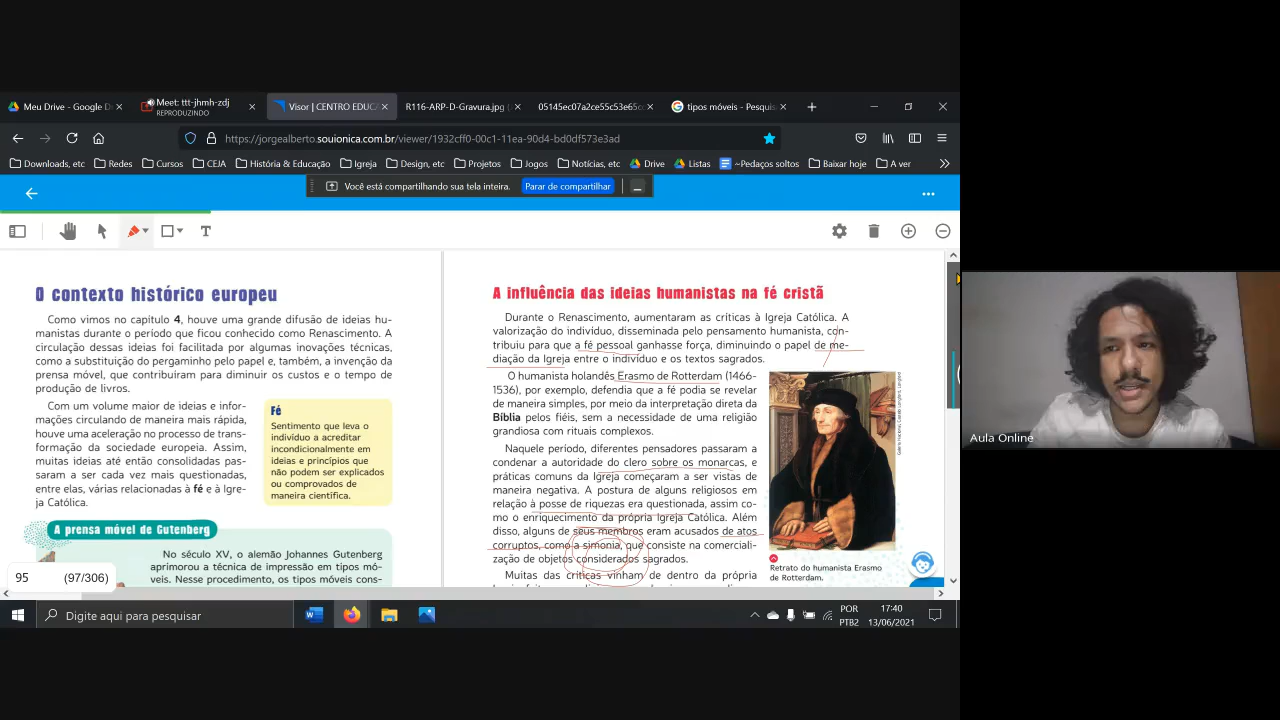 Meu Drive - Google D
Meet: ttt-jhmh-zdj
REPRODUZINDO
Visor | CENTRO EDUCA
R116-ARP-D-Gravura.jpg (
05145ec07a2ce55c53e65c
tipos móveis - Pesquis
https://jorgealberto.souionica.com.br/viewer/1932cff0-00c1-11ea-90d4-bd0df573e3ad
Downloads, etc
Redes
Cursos
CEJA
História & Educação
Igreja
Design, etc
Projetos
Jogos
Notícias, etc
Drive
Listas
~Pedaços soltos
Baixar hoje
A ver
Você está compartilhando sua tela inteira.
Parar de compartilhar
T
O contexto histórico europeu
Como vimos no capítulo 4, houve uma grande difusão de ideias hu-
manistas durante o período que ficou conhecido como Renascimento. A
circulação dessas ideias foi facilitada por algumas inovações técnicas,
como a substituição do pergaminho pelo papel e, também, a invenção da
prensa móvel, que contribuíram para diminuir os custos e o tempo de
produção de livros.
Com um volume maior de ideias e infor-
mações circulando de maneira mais rápida,
houve uma aceleração no processo de trans-
formação da sociedade europeia. Assim,
muitas ideias até então consolidadas pas-
saram a ser cada vez mais questionadas,
entre elas, várias relacionadas à fé e à Igre-
ja Católica.
Fé
Sentimento que leva o
indivíduo a acreditar
incondicionalmente em
ideias e princípios que
não podem ser explicados
ou comprovados de
maneira científica.
A prensa móvel de Gutenberg
No século XV, o alemão Johannes Gutenberg
aprimorou a técnica de impressão em tipos mó-
veis. Nesse procedimento, os tipos móveis cons-
95 (97/306)
A influência das ideias humanistas na fé cristã
Durante o Renascimento, aumentaram as críticas à Igreja Católica. A
valorização do indivíduo, disseminada pelo pensamento humanista, con-
tribuiu para que a fé pessoal ganhasse força, diminuindo o papel de me-
diação da Igreja entre o indivíduo e os textos sagrados.
O humanista holandês Erasmo de Rotterdam (1466-
1536), por exemplo, defendia que a fé podia se revelar
de maneira simples, por meio da interpretação direta da
Bíblia pelos fiéis, sem a necessidade de uma religião
grandiosa com rituais complexos.
Naquele período, diferentes pensadores passaram a
condenar a autoridade do clero sobre os monarcas, e
práticas comuns da Igreja começaram a ser vistas de
maneira negativa. A postura de alguns religiosos em
relação à posse de riquezas era questionada, assim co-
mo o enriquecimento da própria Igreja Católica. Além
disso, alguns de seus membros eram acusados de atos
corruptos, como a simonia, que consiste na comerciali-
zação de objetos considerados sagrados.
Muitas das críticas vinham de dentro da própria
Retrato do humanista Erasmo
de Rotterdam.
Aula Online
Digite aqui para pesquisar
POR
PTB2
17:40
13/06/2021